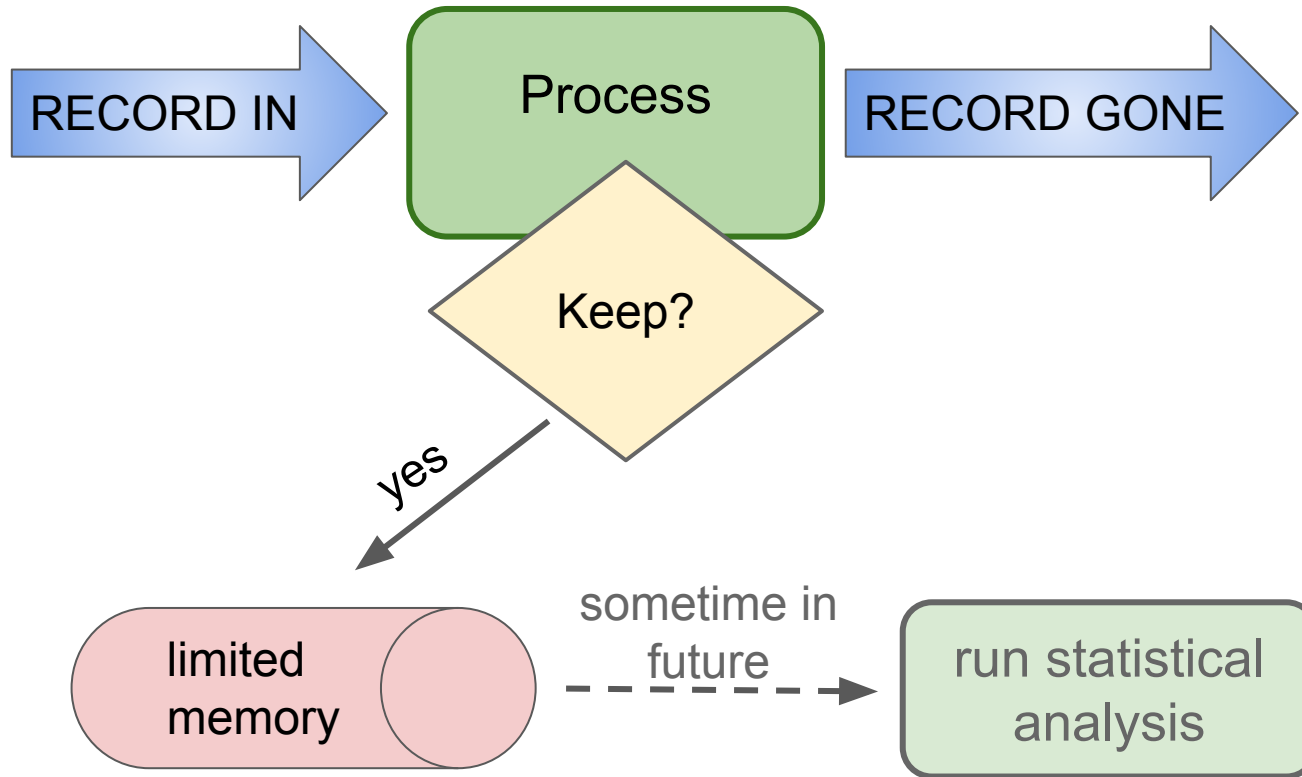 RECORD IN
Process
RECORD GONE
Keep?
yes
limited
memory
sometime in
future
run statistical
analysis